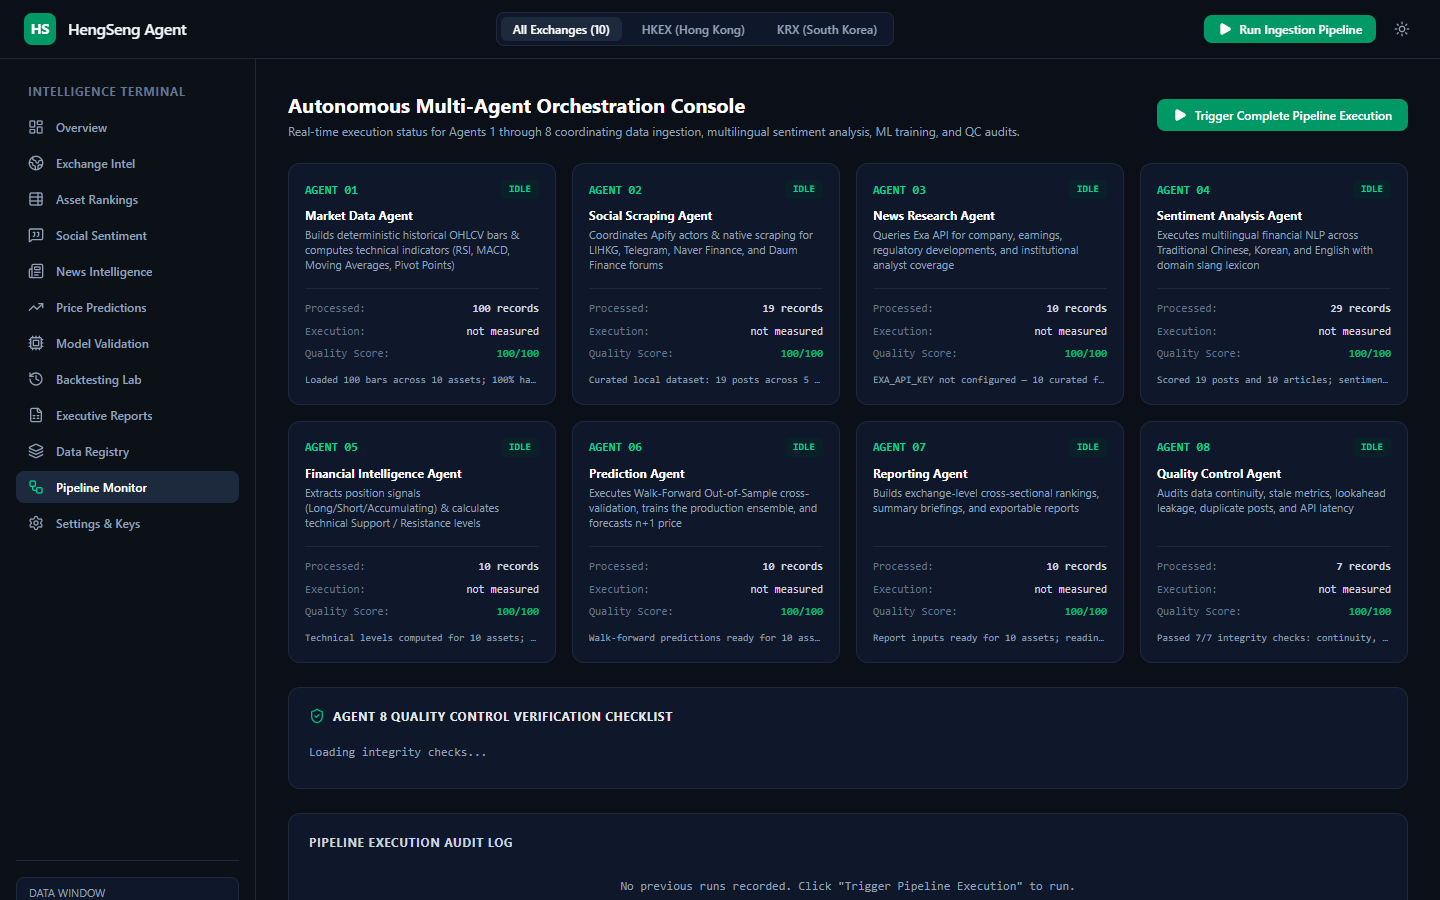 HS
HengSeng Agent
All Exchanges (10)
HKEX (Hong Kong)
KRX (South Korea)
Run Ingestion Pipeline
INTELLIGENCE TERMINAL
Overview
Exchange Intel
Asset Rankings
Social Sentiment
News Intelligence
Price Predictions
Model Validation
Backtesting Lab
Executive Reports
Data Registry
Pipeline Monitor
Settings & Keys
DATA WINDOW
Autonomous Multi-Agent Orchestration Console
Real-time execution status for Agents 1 through 8 coordinating data ingestion, multilingual sentiment analysis, ML training, and QC audits.
Trigger Complete Pipeline Execution
AGENT 01
IDLE
Market Data Agent
Builds deterministic historical OHLCV bars &
computes technical indicators (RSI, MACD,
Moving Averages, Pivot Points)
Processed: 100 records
Execution: not measured
Quality Score: 100/100
Loaded 100 bars across 10 assets; 100% ha…
AGENT 02
IDLE
Social Scraping Agent
Coordinates Apify actors & native scraping for
LIHKG, Telegram, Naver Finance, and Daum
Finance forums
Processed: 19 records
Execution: not measured
Quality Score: 100/100
Curated local dataset: 19 posts across 5 …
AGENT 03
IDLE
News Research Agent
Queries Exa API for company, earnings,
regulatory developments, and institutional
analyst coverage
Processed: 10 records
Execution: not measured
Quality Score: 100/100
EXA_API_KEY not configured — 10 curated f…
AGENT 04
IDLE
Sentiment Analysis Agent
Executes multilingual financial NLP across
Traditional Chinese, Korean, and English with
domain slang lexicon
Processed: 29 records
Execution: not measured
Quality Score: 100/100
Scored 19 posts and 10 articles; sentimen…
AGENT 05
IDLE
Financial Intelligence Agent
Extracts position signals
(Long/Short/Accumulating) & calculates
technical Support / Resistance levels
Processed: 10 records
Execution: not measured
Quality Score: 100/100
Technical levels computed for 10 assets; …
AGENT 06
IDLE
Prediction Agent
Executes Walk-Forward Out-of-Sample cross-
validation, trains the production ensemble, and
forecasts n+1 price
Processed: 10 records
Execution: not measured
Quality Score: 100/100
Walk-forward predictions ready for 10 ass…
AGENT 07
IDLE
Reporting Agent
Builds exchange-level cross-sectional rankings,
summary briefings, and exportable reports
Processed: 10 records
Execution: not measured
Quality Score: 100/100
Report inputs ready for 10 assets; readin…
AGENT 08
IDLE
Quality Control Agent
Audits data continuity, stale metrics, lookahead
leakage, duplicate posts, and API latency
Processed: 7 records
Execution: not measured
Quality Score: 100/100
Passed 7/7 integrity checks: continuity, …
AGENT 8 QUALITY CONTROL VERIFICATION CHECKLIST
Loading integrity checks...
PIPELINE EXECUTION AUDIT LOG
No previous runs recorded. Click "Trigger Pipeline Execution" to run.